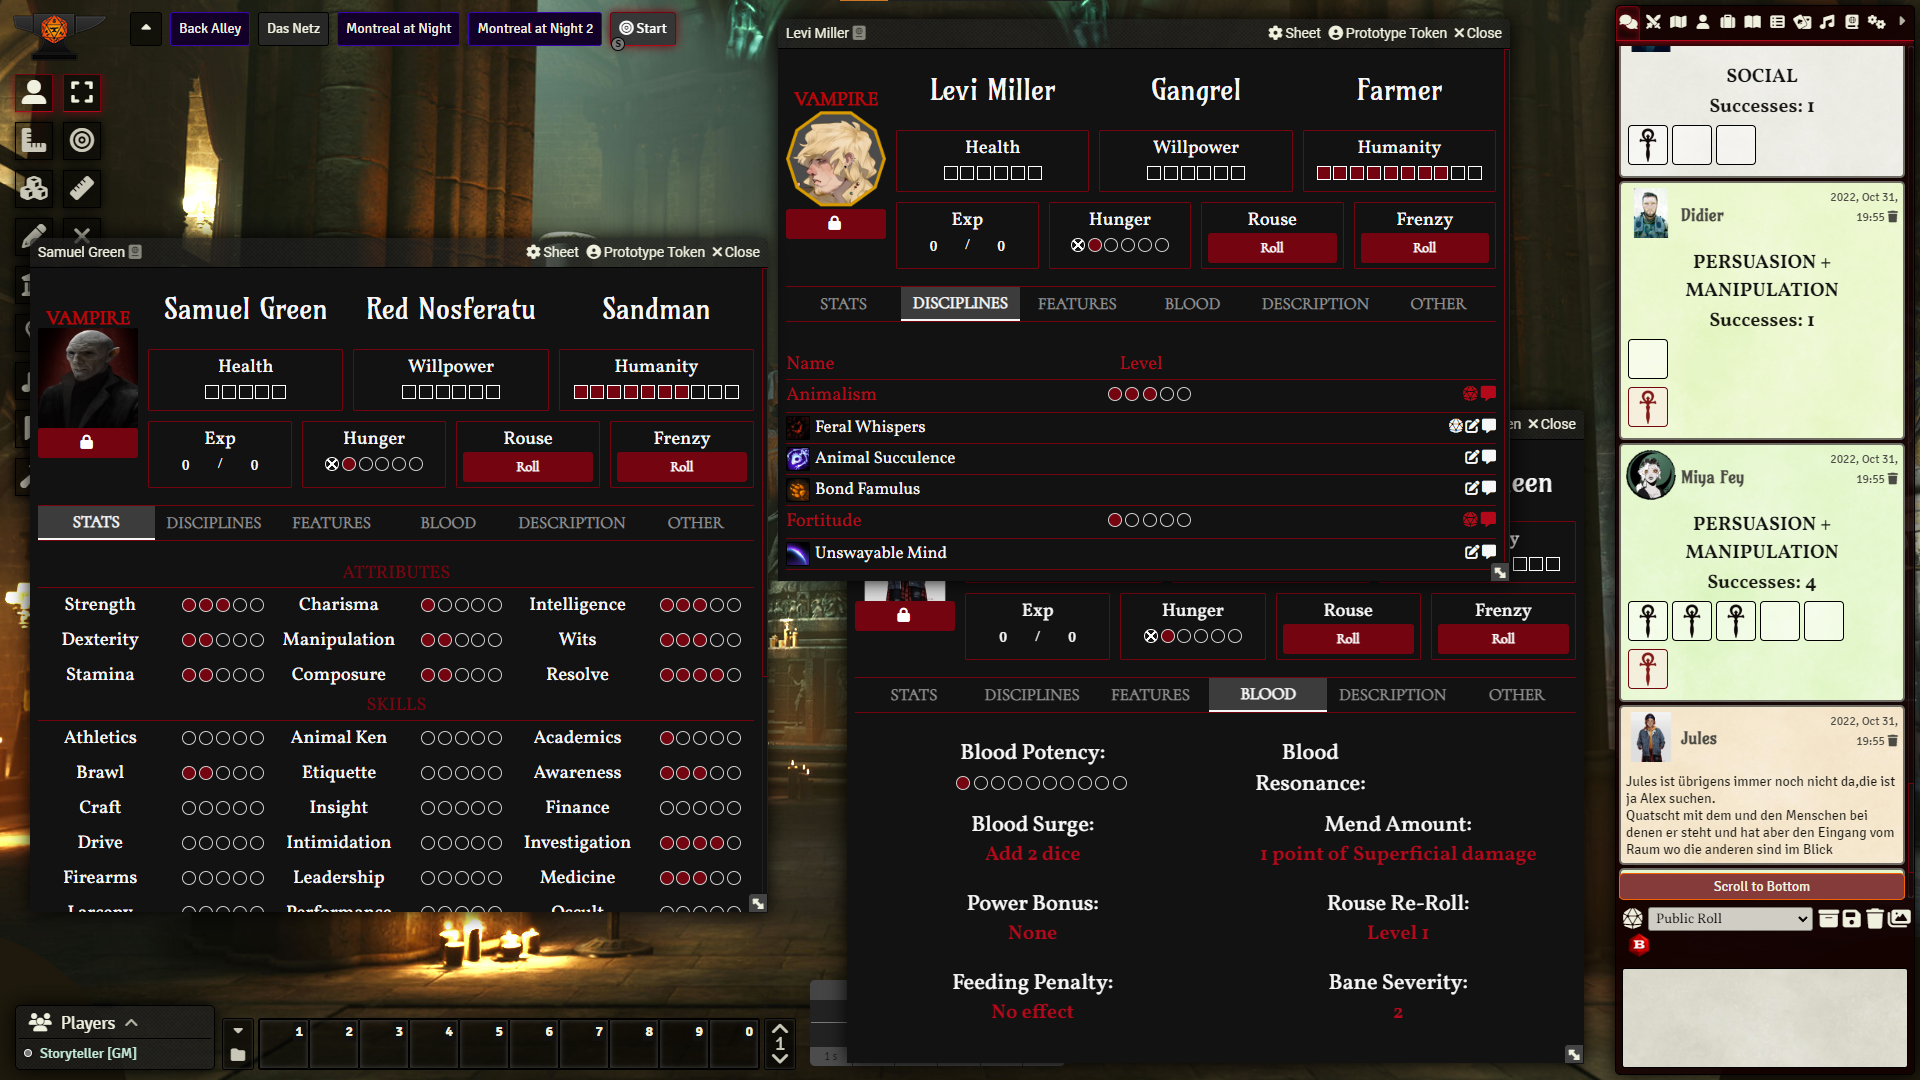 Back Alley
Das Netz
Montreal at Night
Montreal at Night 2
Start
S
Levi Miller
Sheet
Prototype Token
Close
VAMPIRE
Levi Miller
Gangrel
Farmer
Health
Willpower
Humanity
Exp
0 / 0
Hunger
Rouse
Roll
Frenzy
Roll
STATS
DISCIPLINES
FEATURES
BLOOD
DESCRIPTION
OTHER
Name
Level
Animalism
Feral Whispers
Animal Succulence
Bond Famulus
Fortitude
Unswayable Mind
Samuel Green
Sheet
Prototype Token
Close
VAMPIRE
Samuel Green
Red Nosferatu
Sandman
Health
Willpower
Humanity
Exp
0 / 0
Hunger
Rouse
Roll
Frenzy
Roll
STATS
DISCIPLINES
FEATURES
BLOOD
DESCRIPTION
OTHER
ATTRIBUTES
Strength
Charisma
Intelligence
Dexterity
Manipulation
Wits
Stamina
Composure
Resolve
SKILLS
Athletics
Animal Ken
Academics
Brawl
Etiquette
Awareness
Craft
Insight
Finance
Drive
Intimidation
Investigation
Firearms
Leadership
Medicine
Larceny
Performance
Occult
en
Close
een
y
Exp
0 / 0
Hunger
Rouse
Roll
Frenzy
Roll
STATS
DISCIPLINES
FEATURES
BLOOD
DESCRIPTION
OTHER
Blood Potency:
Blood
Resonance:
Blood Surge:
Add 2 dice
Mend Amount:
1 point of Superficial damage
Power Bonus:
None
Rouse Re-Roll:
Level 1
Feeding Penalty:
No effect
Bane Severity:
2
SOCIAL
Successes: 1
Didier
2022, Oct 31,
19:55
PERSUASION +
MANIPULATION
Successes: 1
Miya Fey
2022, Oct 31,
19:55
PERSUASION +
MANIPULATION
Successes: 4
Jules
2022, Oct 31,
19:55
Jules ist übrigens immer noch nicht da,die ist
ja Alex suchen.
Quatscht mit dem und den Menschen bei
denen er steht und hat aber den Eingang vom
Raum wo die anderen sind im Blick
Scroll to Bottom
Public Roll
B
Players
Storyteller [GM]
1 2 3 4 5 6 7 8 9 0
1
1 s